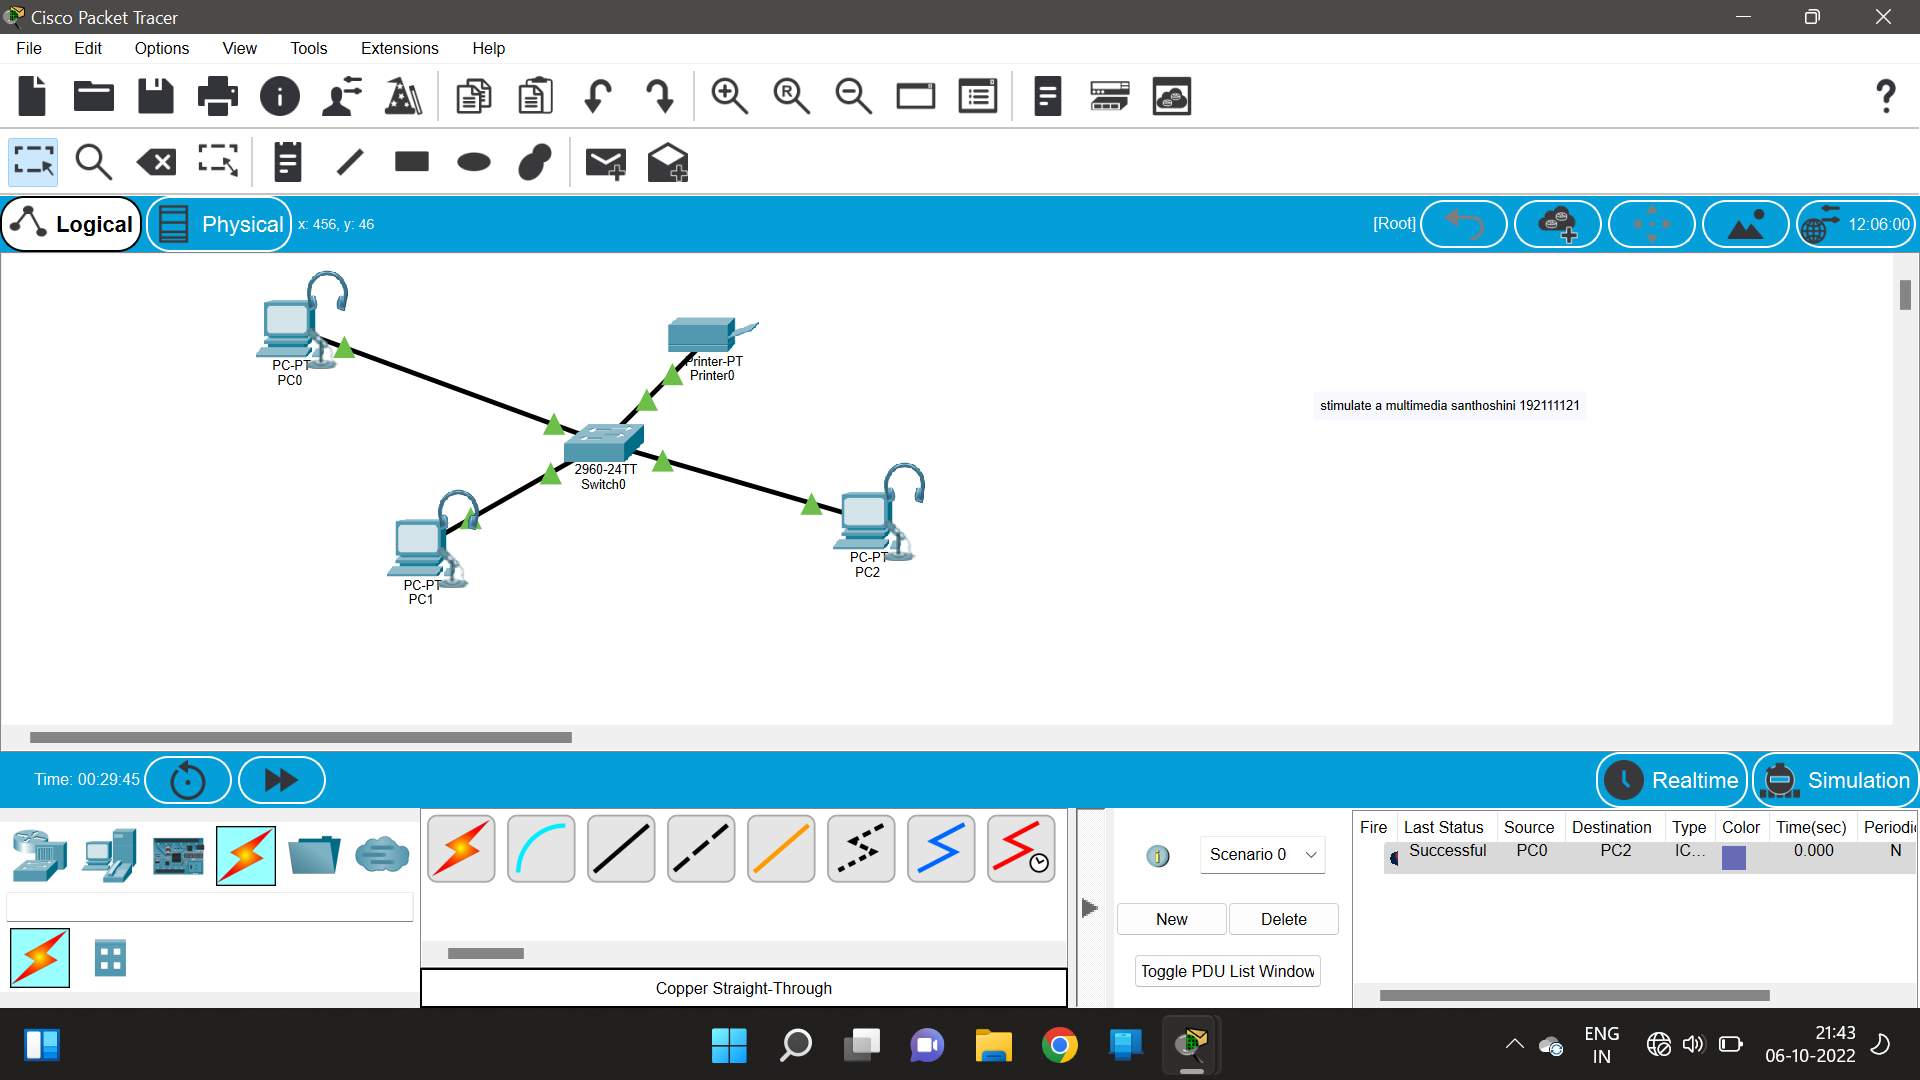 Cisco Packet Tracer
File Edit Options View Tools Extensions Help
Logical Physical x: 456, y: 46 [Root] 12:06:00
PC-PT
PC0
Printer-PT
Printer0
stimulate a multimedia santhoshini 192111121
2960-24TT
Switch0
PC-PT
PC2
PC-PT
PC1
Time: 00:29:45 Realtime Simulation
Fire Last Status Source Destination Type Color Time(sec) Periodi
Successful PC0 PC2 IC... 0.000 N
Scenario 0
New Delete
Toggle PDU List Window
Copper Straight-Through
ENG
IN
21:43
06-10-2022